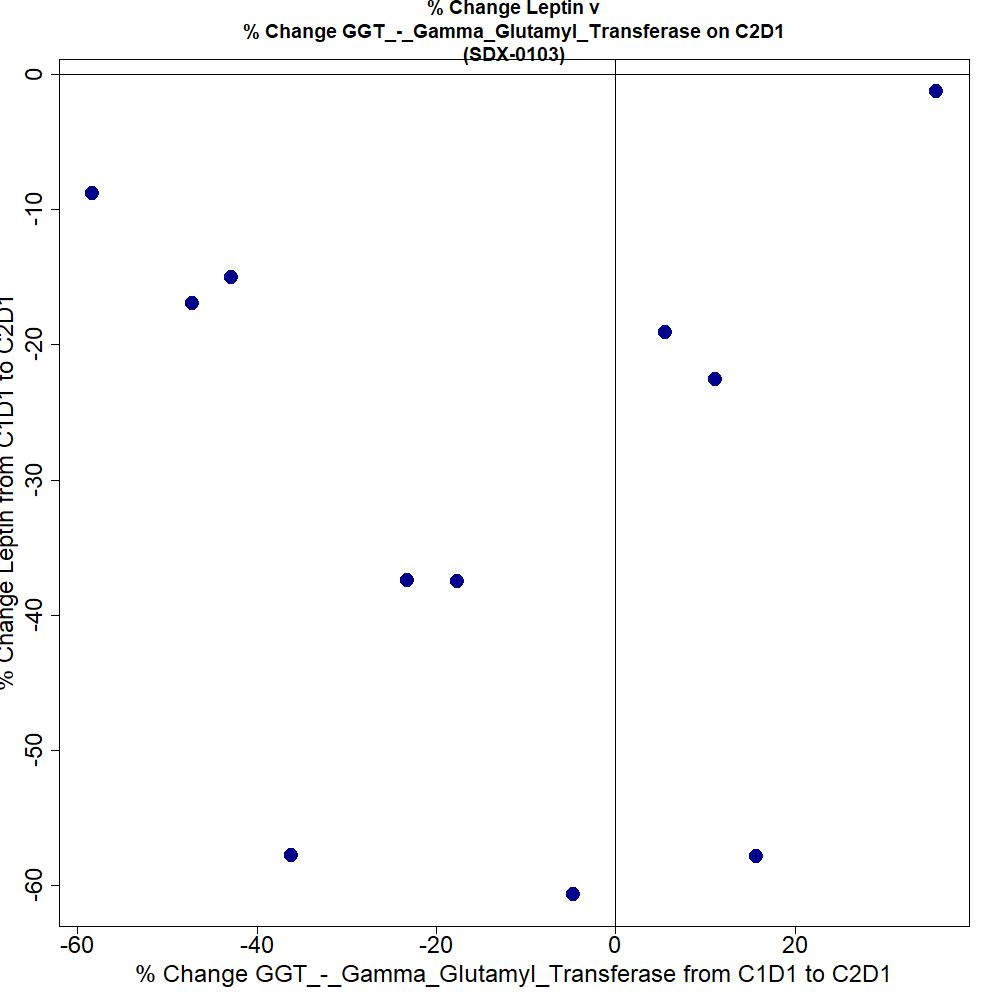 % Change Leptin v
% Change GGT_-_Gamma_Glutamyl_Transferase on C2D1
(SDX-0103)
% Change Leptin from C1D1 to C2D1
0
-10
-20
-30
-40
-50
-60
-60
-40
-20
0
20
% Change GGT_-_Gamma_Glutamyl_Transferase from C1D1 to C2D1